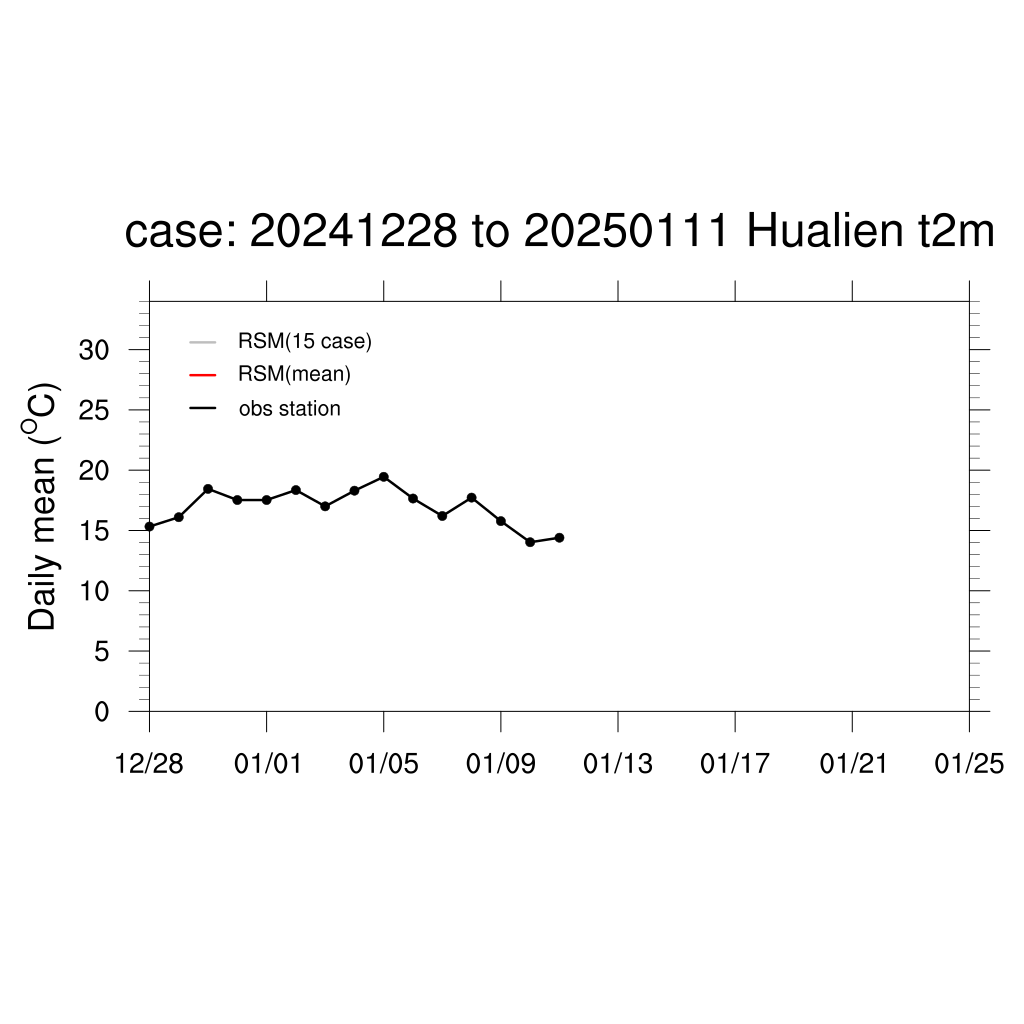 case: 20241228 to 20250111 Hualien t2m
RSM(15 case)
RSM(mean)
obs station
Daily mean (°C)
30
25
20
15
10
5
0
12/28 01/01 01/05 01/09 01/13 01/17 01/21 01/25